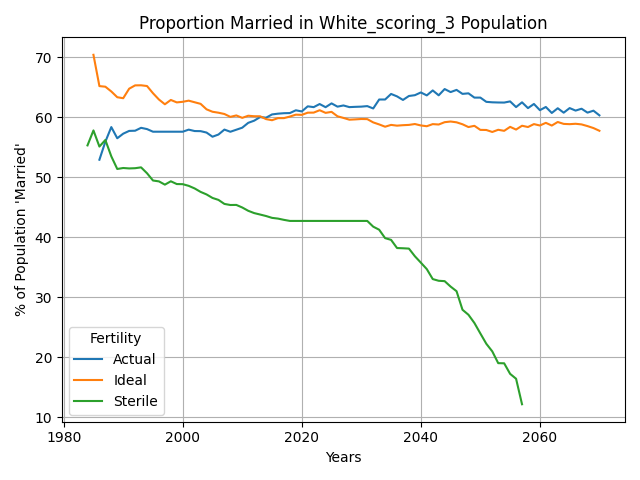 Proportion Married in White_scoring_3 Population
% of Population 'Married'
70
60
50
40
30
20
10
Fertility
Actual
Ideal
Sterile
1980
2000
2020
2040
2060
Years